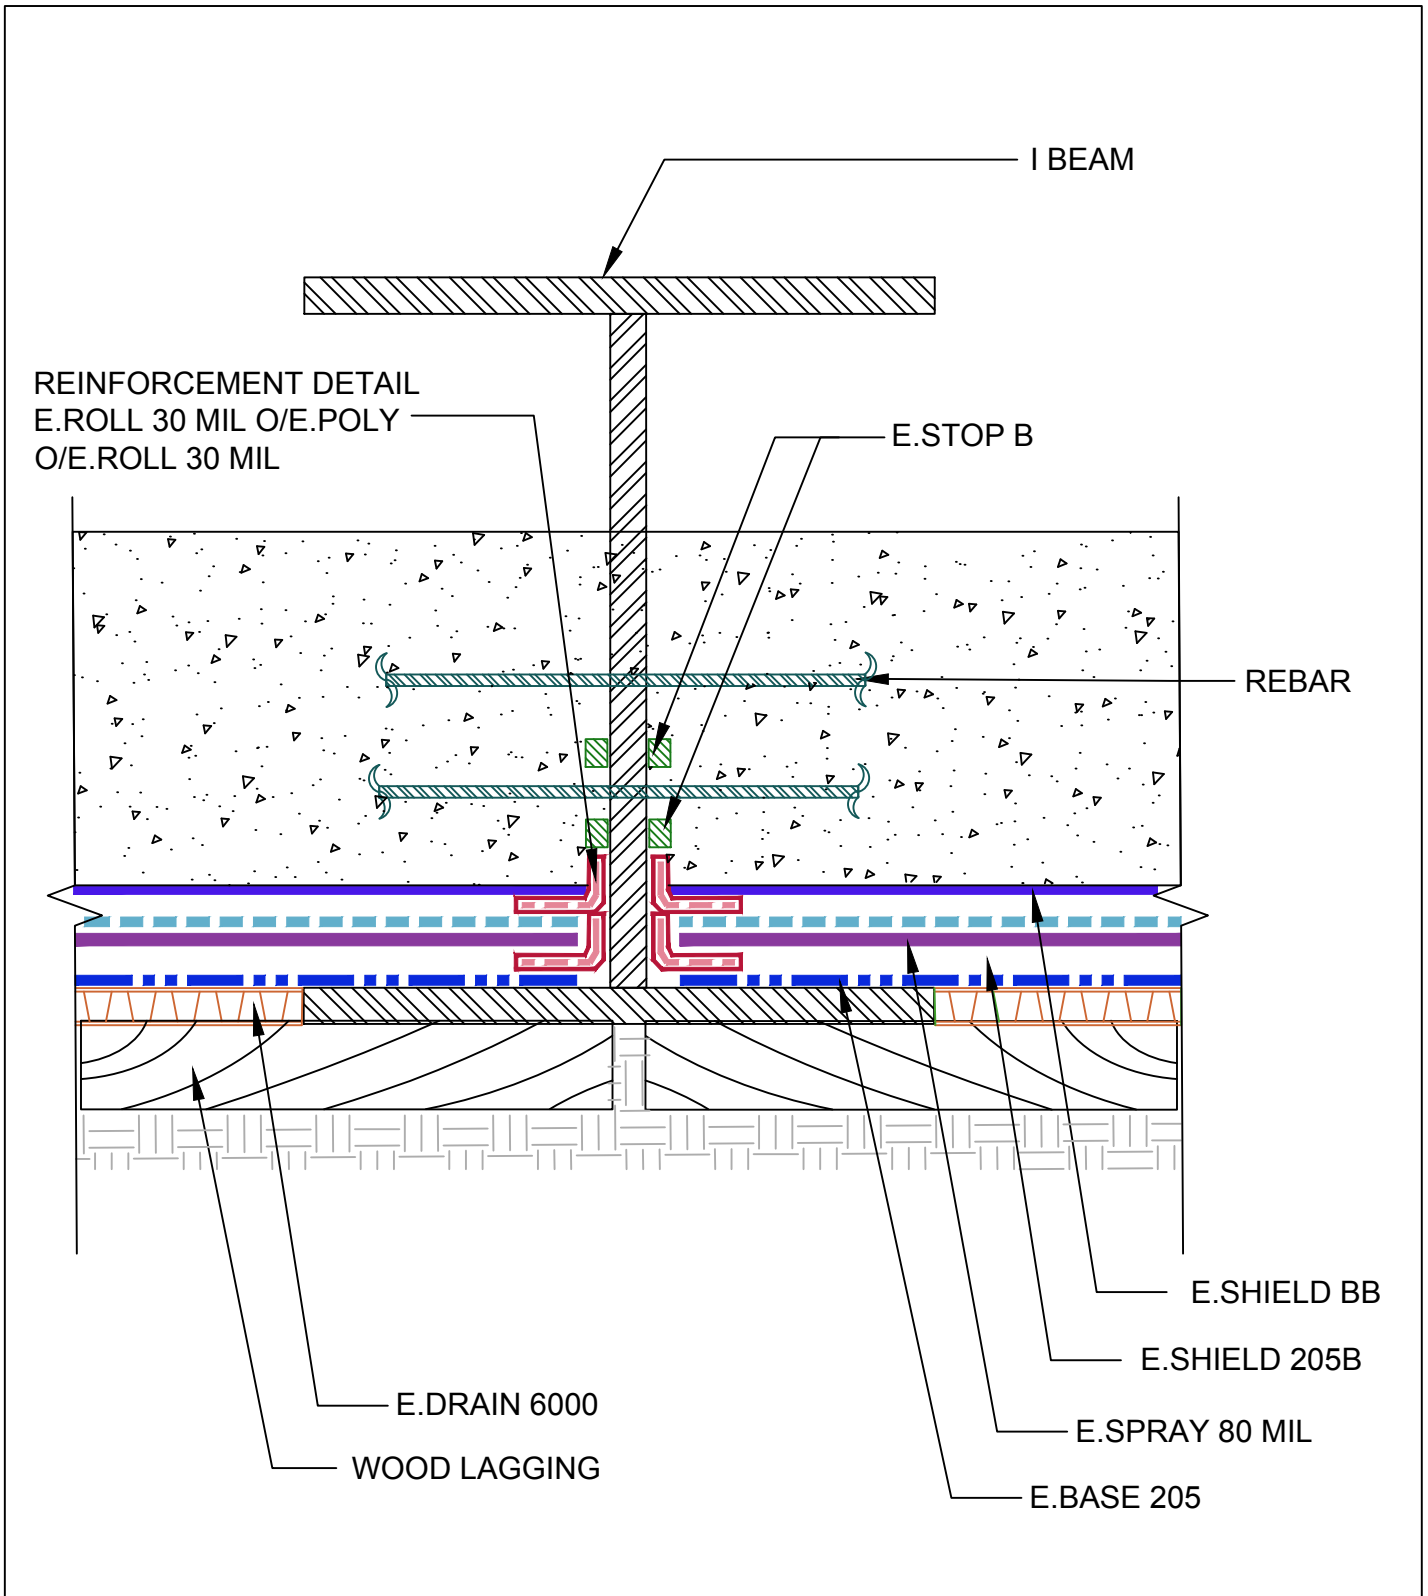 I BEAM
REINFORCEMENT DETAIL
E.ROLL 30 MIL O/E.POLY
O/E.ROLL 30 MIL
E.STOP B
REBAR
E.SHIELD BB
E.SHIELD 205B
E.DRAIN 6000
E.SPRAY 80 MIL
WOOD LAGGING
E.BASE 205